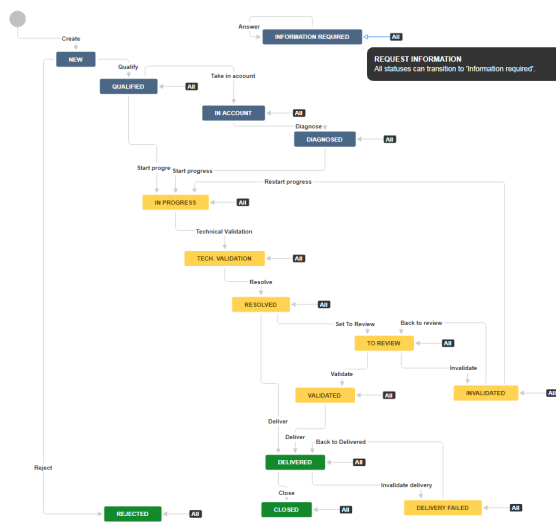 Create
NEW
Answer
INFORMATION REQUIRED
All
REQUEST INFORMATION
All statuses can transition to 'Information required'.
Qualify
QUALIFIED
All
Take in account
IN ACCOUNT
All
Diagnose
DIAGNOSED
All
Start progre
Start progress
Restart progress
IN PROGRESS
All
Technical Validation
TECH. VALIDATION
All
Resolve
RESOLVED
All
Set To Review
Back to review
TO REVIEW
All
Validate
Invalidate
VALIDATED
All
INVALIDATED
All
Deliver
Deliver
Back to Delivered
DELIVERED
All
Reject
Close
Invalidate delivery
REJECTED
All
CLOSED
All
DELIVERY FAILED
All